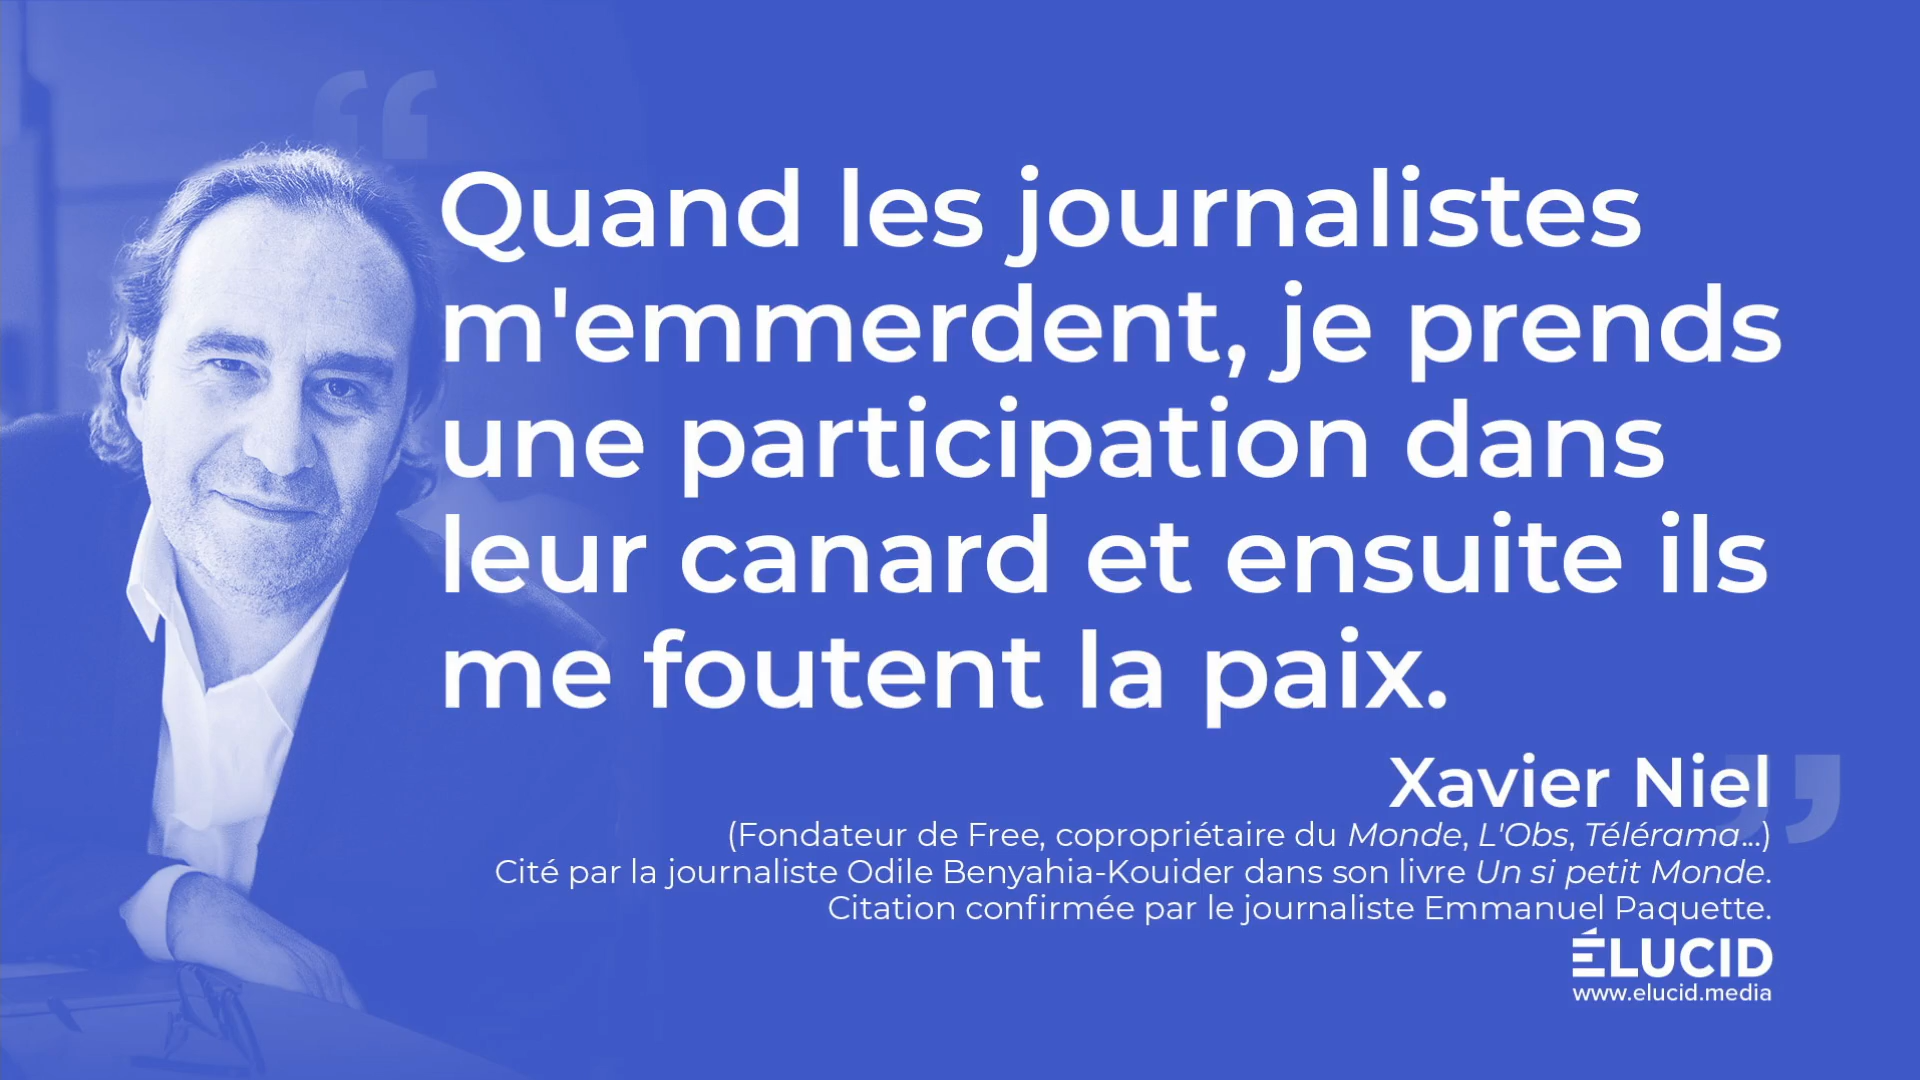 “
Quand les journalistes
m'emmerdent, je prends
une participation dans
leur canard et ensuite ils
me foutent la paix.
Xavier Niel ”
(Fondateur de Free, copropriétaire du Monde, L'Obs, Télérama...)
Cité par la journaliste Odile Benyahia-Kouider dans son livre Un si petit Monde.
Citation confirmée par le journaliste Emmanuel Paquette.
ÉLUCID
www.elucid.media